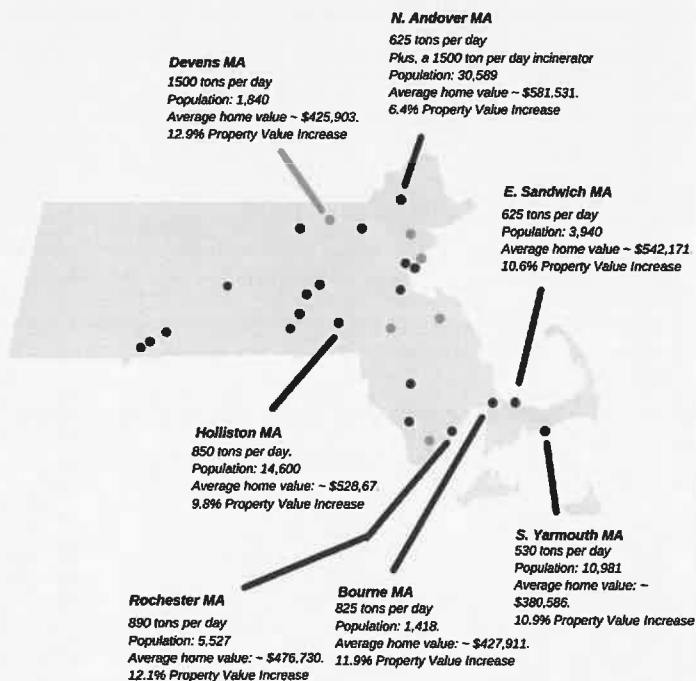 N. Andover MA
625 tons per day
Plus, a 1500 ton per day incinerator
Population: 30,589
Average home value ~ $581,531.
6.4% Property Value Increase
Devens MA
1500 tons per day
Population: 1,840
Average home value ~ $425,903.
12.9% Property Value Increase
E. Sandwich MA
625 tons per day
Population: 3,940
Average home value ~ $542,171
10.6% Property Value Increase
Holliston MA
850 tons per day.
Population: 14,600
Average home value: ~ $528,67
9.8% Property Value Increase
S. Yarmouth MA
530 tons per day
Population: 10,981
Average home value: ~
$380,586.
10.9% Property Value Increase
Bourne MA
825 tons per day
Population: 1,418.
Average home value: ~ $427,911.
11.9% Property Value Increase
Rochester MA
890 tons per day
Population: 5,527
Average home value: ~ $476,730.
12.1% Property Value Increase